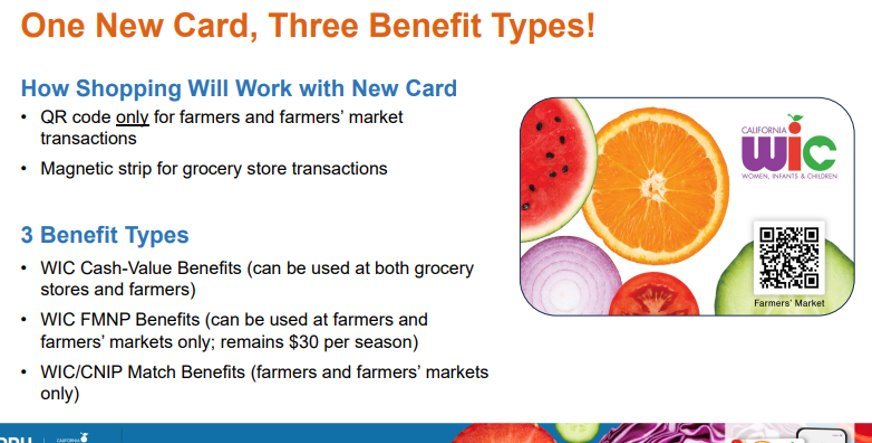 One New Card, Three Benefit Types!
How Shopping Will Work with New Card
• QR code only for farmers and farmers’ market
transactions
• Magnetic strip for grocery store transactions
3 Benefit Types
• WIC Cash-Value Benefits (can be used at both grocery
stores and farmers)
• WIC FMNP Benefits (can be used at farmers and
farmers’ markets only; remains $30 per season)
• WIC/CNIP Match Benefits (farmers and farmers’ markets
only)
CALIFORNIA
wic
WOMEN, INFANTS & CHILDREN
Farmers’ Market
CALIFORNIA